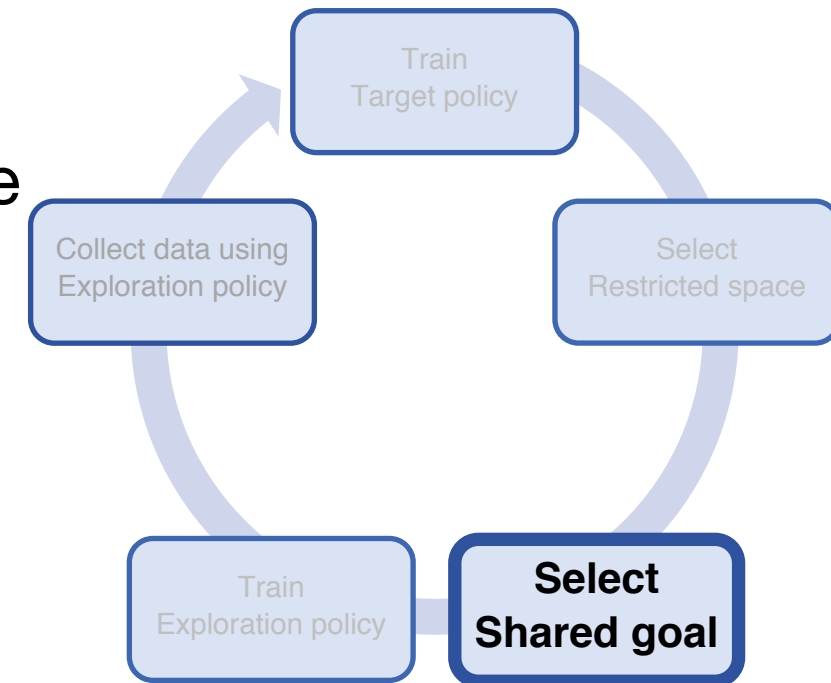 Train
Target policy
e
Collect data using
Exploration policy
Select
Restricted space
Train
Exploration policy
Select
Shared goal